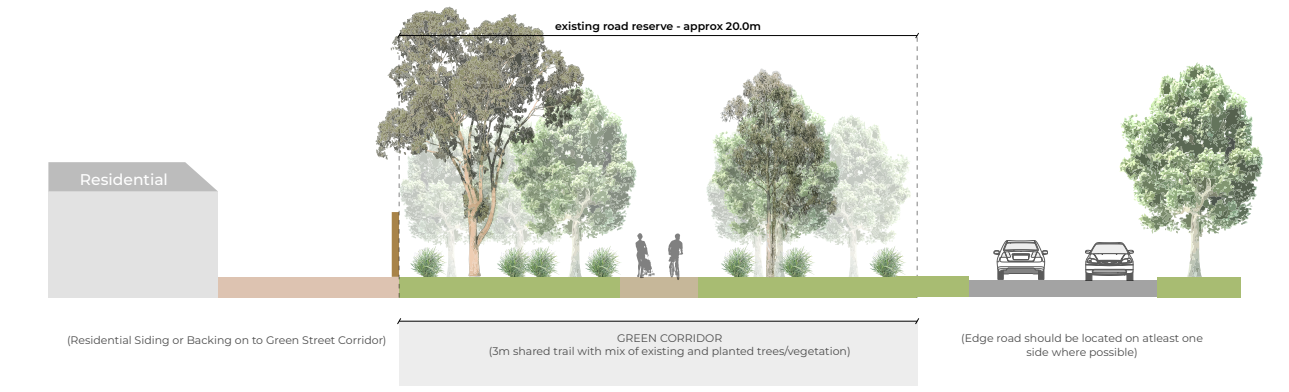 existing road reserve - approx 20.0m
Residential
(Residential Siding or Backing on to Green Street Corridor)
GREEN CORRIDOR
(3m shared trail with mix of existing and planted trees/vegetation)
(Edge road should be located on atleast one
side where possible)